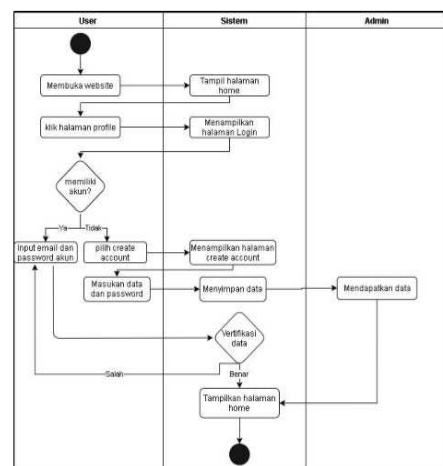 User
Sistem
Admin
Membuka website
Tampil halaman
home
klik halaman profile
Menampilkan
halaman Login
memiliki
akun?
Ya
Tidak
Input email dan
password akun
pilih create
account
Menampilkan halaman
create account
Masukan data
dan password
Menyimpan data
Mendapatkan data
Vertifikasi
data
Salah
Benar
Tampilkan halaman
home